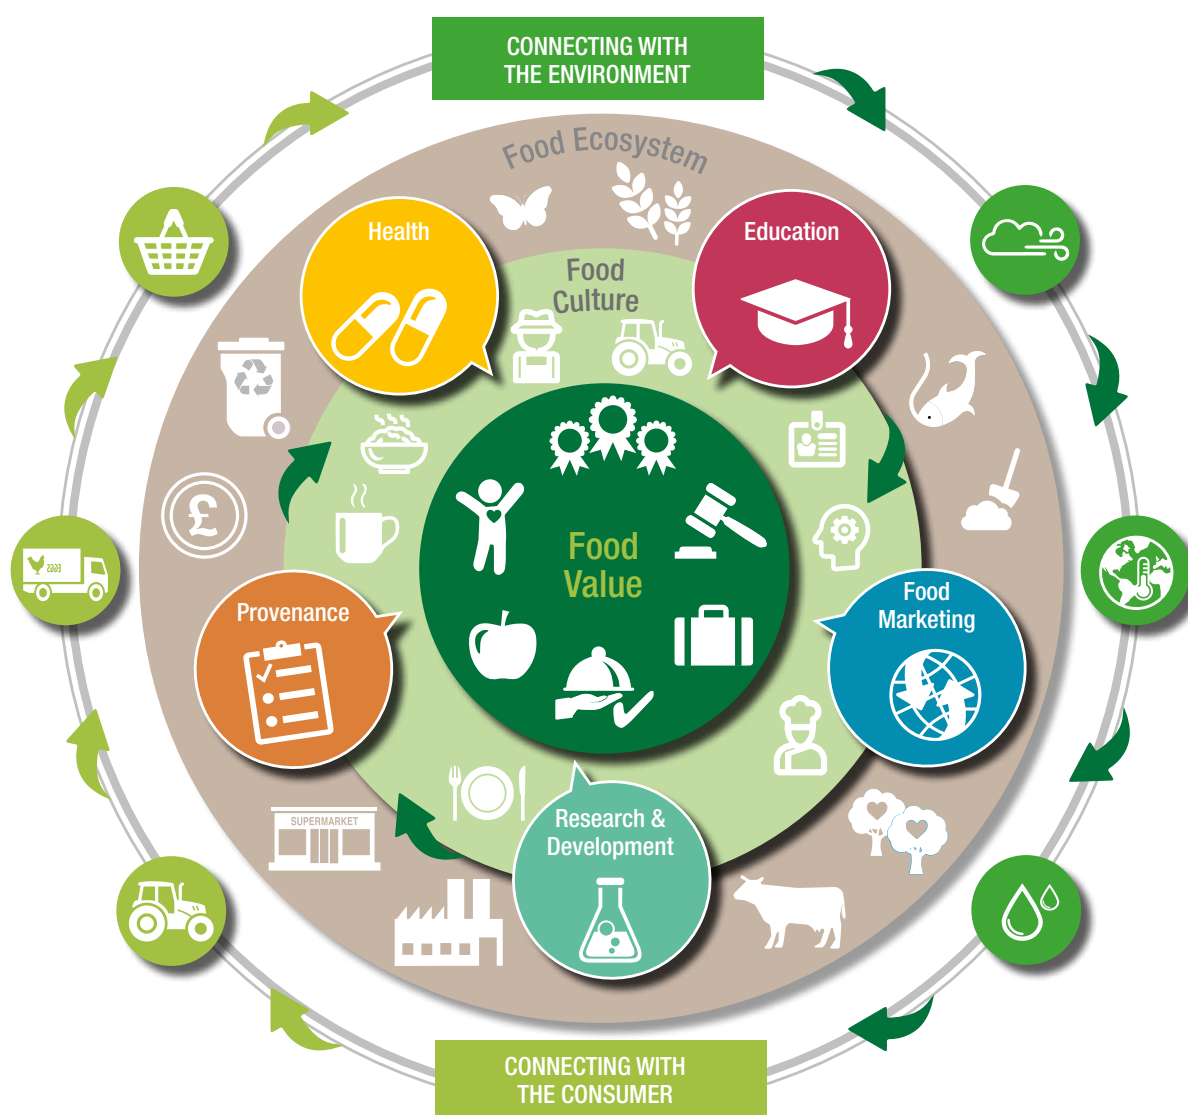 CONNECTING WITH
THE ENVIRONMENT
Food Ecosystem
Health
Education
Food
Culture
£
Food
Value
EGGS
Provenance
Food
Marketing
SUPERMARKET
Research &
Development
CONNECTING WITH
THE CONSUMER